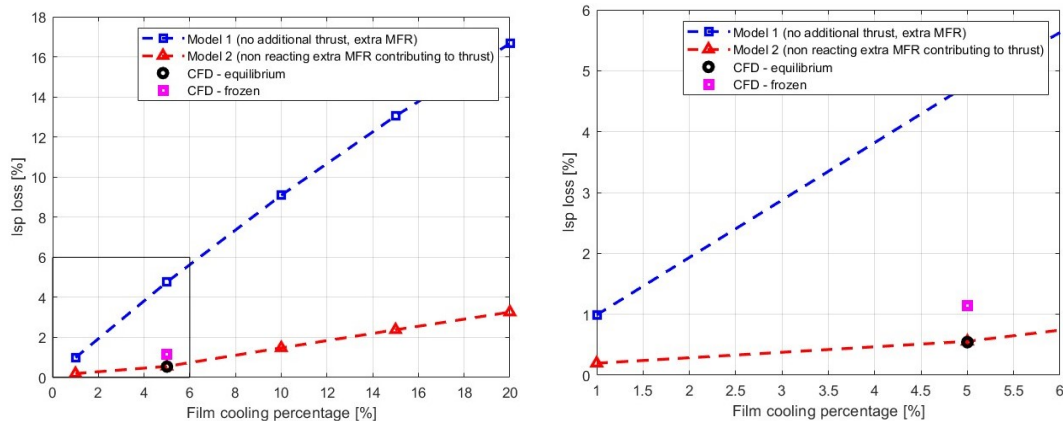 18
16
14
12
10
8
6
4
2
0
Isp loss [%]
Model 1 (no additional thrust, extra MFR)
Model 2 (non reacting extra MFR contributing to thrust)
CFD - equilibrium
CFD - frozen
0 2 4 6 8 10 12 14 16 18 20
Film cooling percentage [%]
6
5
4
3
2
1
0
Isp loss [%]
Model 1 (no additional thrust, extra MFR)
Model 2 (non reacting extra MFR contributing to thrust)
CFD - equilibrium
CFD - frozen
1 1.5 2 2.5 3 3.5 4 4.5 5 5.5 6
Film cooling percentage [%]